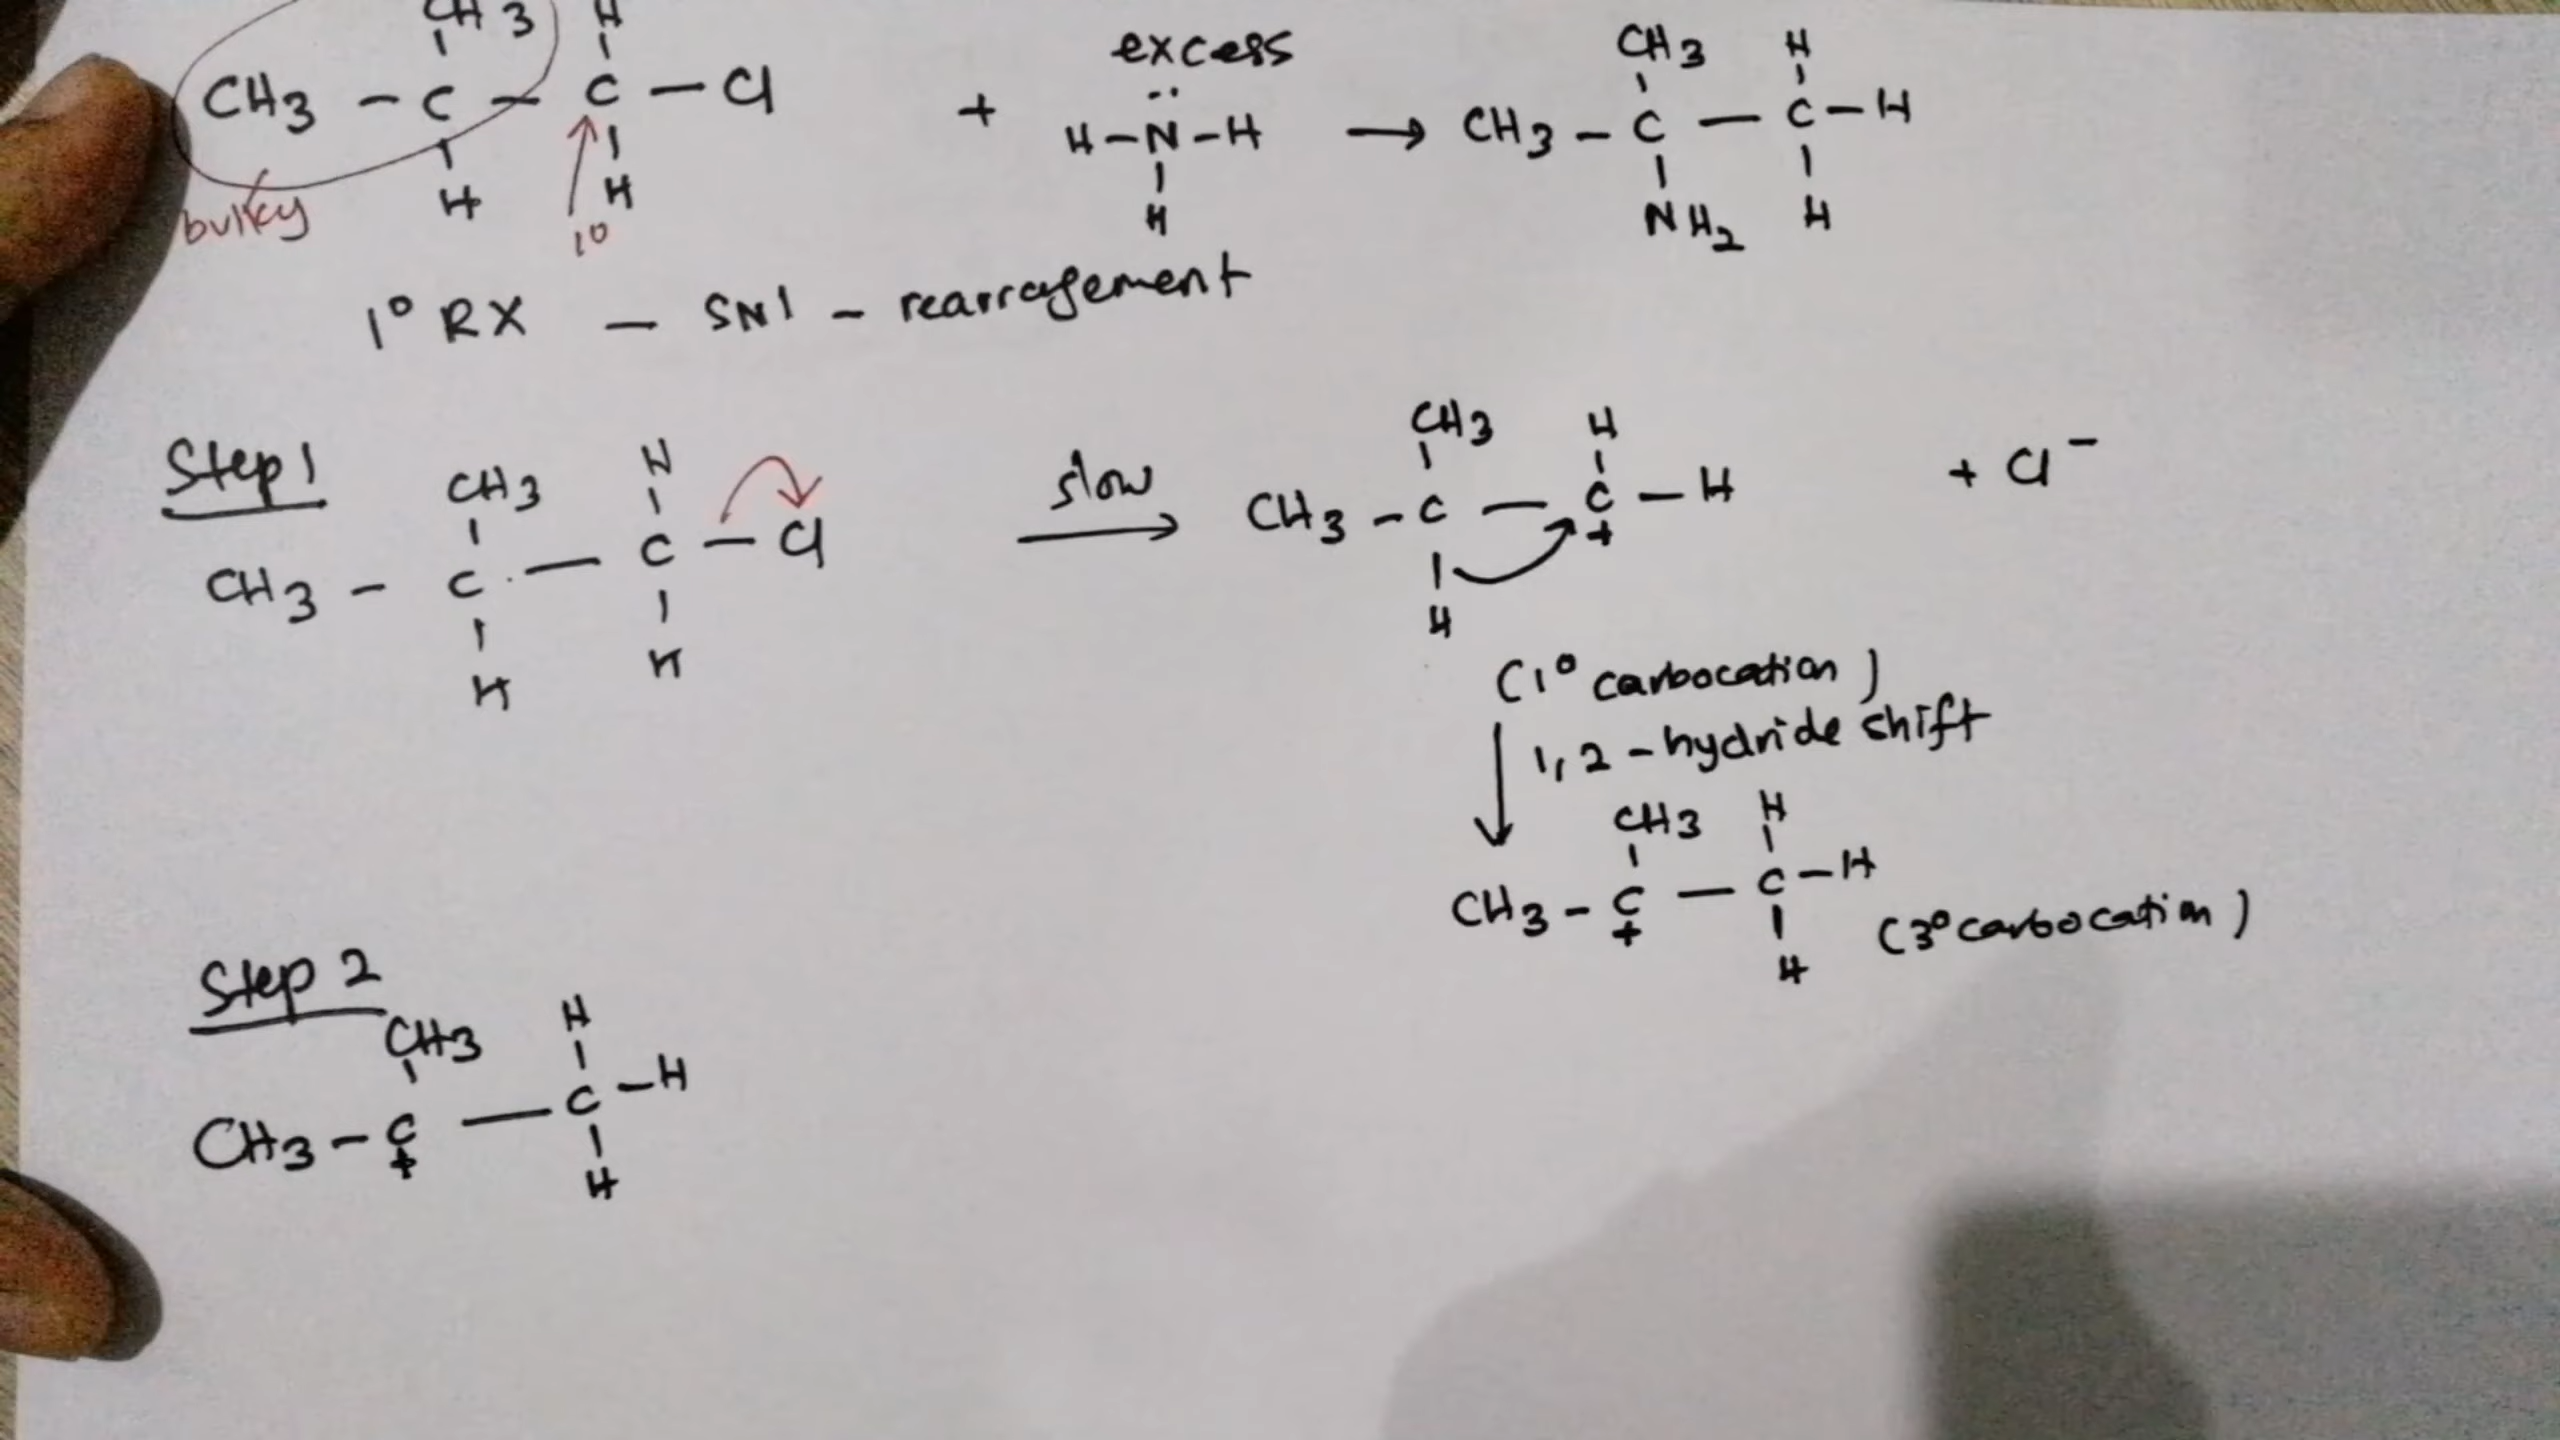 CH3 H
CH3 - C - C - Cl + excess H-N̈-H → CH3 - C - C - H
H H H NH2 H
bulky 1°
1° RX - SN1 - rearragement
Step 1
CH3 H
CH3 - C - C - Cl
H H
slow →
CH3 H
CH3 - C - C - H + Cl⁻
H +
(1° carbocation)
↓ 1,2 - hydride shift
CH3 H
CH3 - C - C - H (3° carbocation)
+ H
Step 2
CH3 H
CH3 - C - C - H
+ H